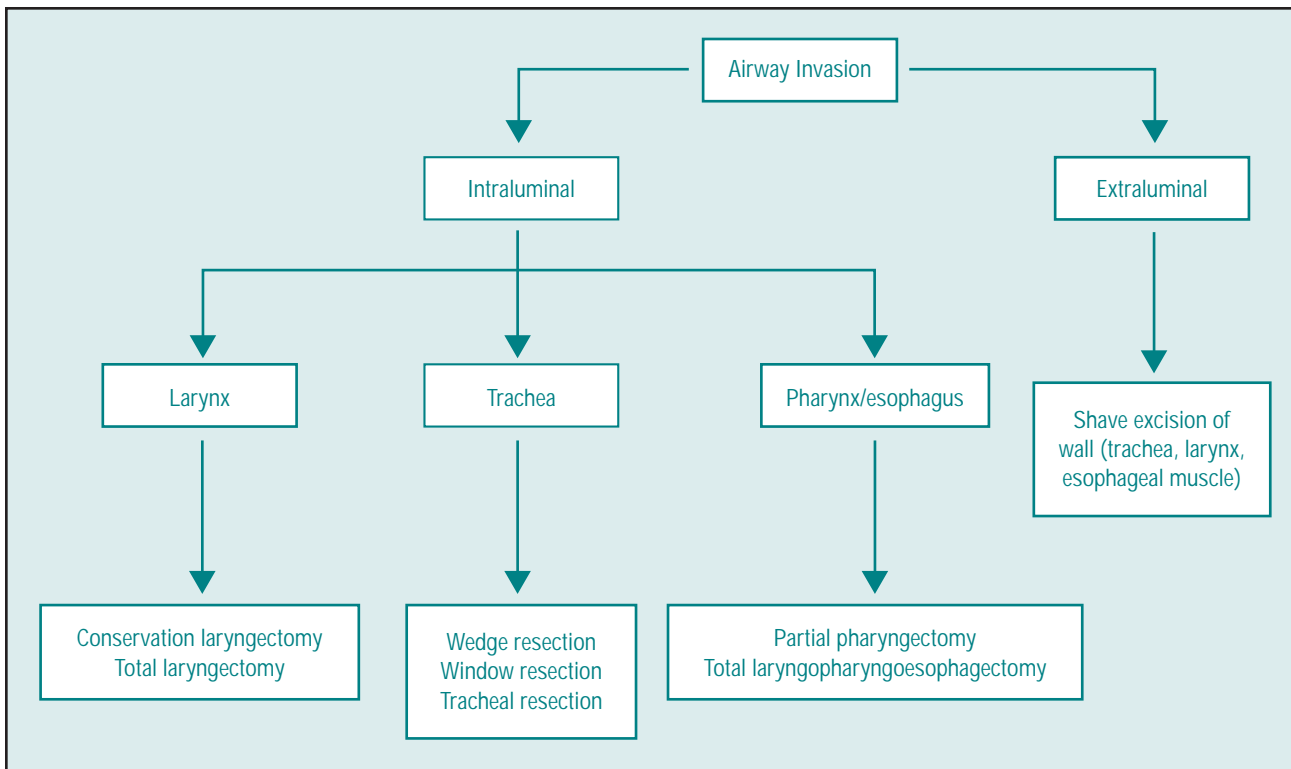 Airway Invasion
Intraluminal
Extraluminal
Larynx
Trachea
Pharynx/esophagus
Shave excision of
wall (trachea, larynx,
esophageal muscle)
Conservation laryngectomy
Total laryngectomy
Wedge resection
Window resection
Tracheal resection
Partial pharyngectomy
Total laryngopharyngoesophagectomy